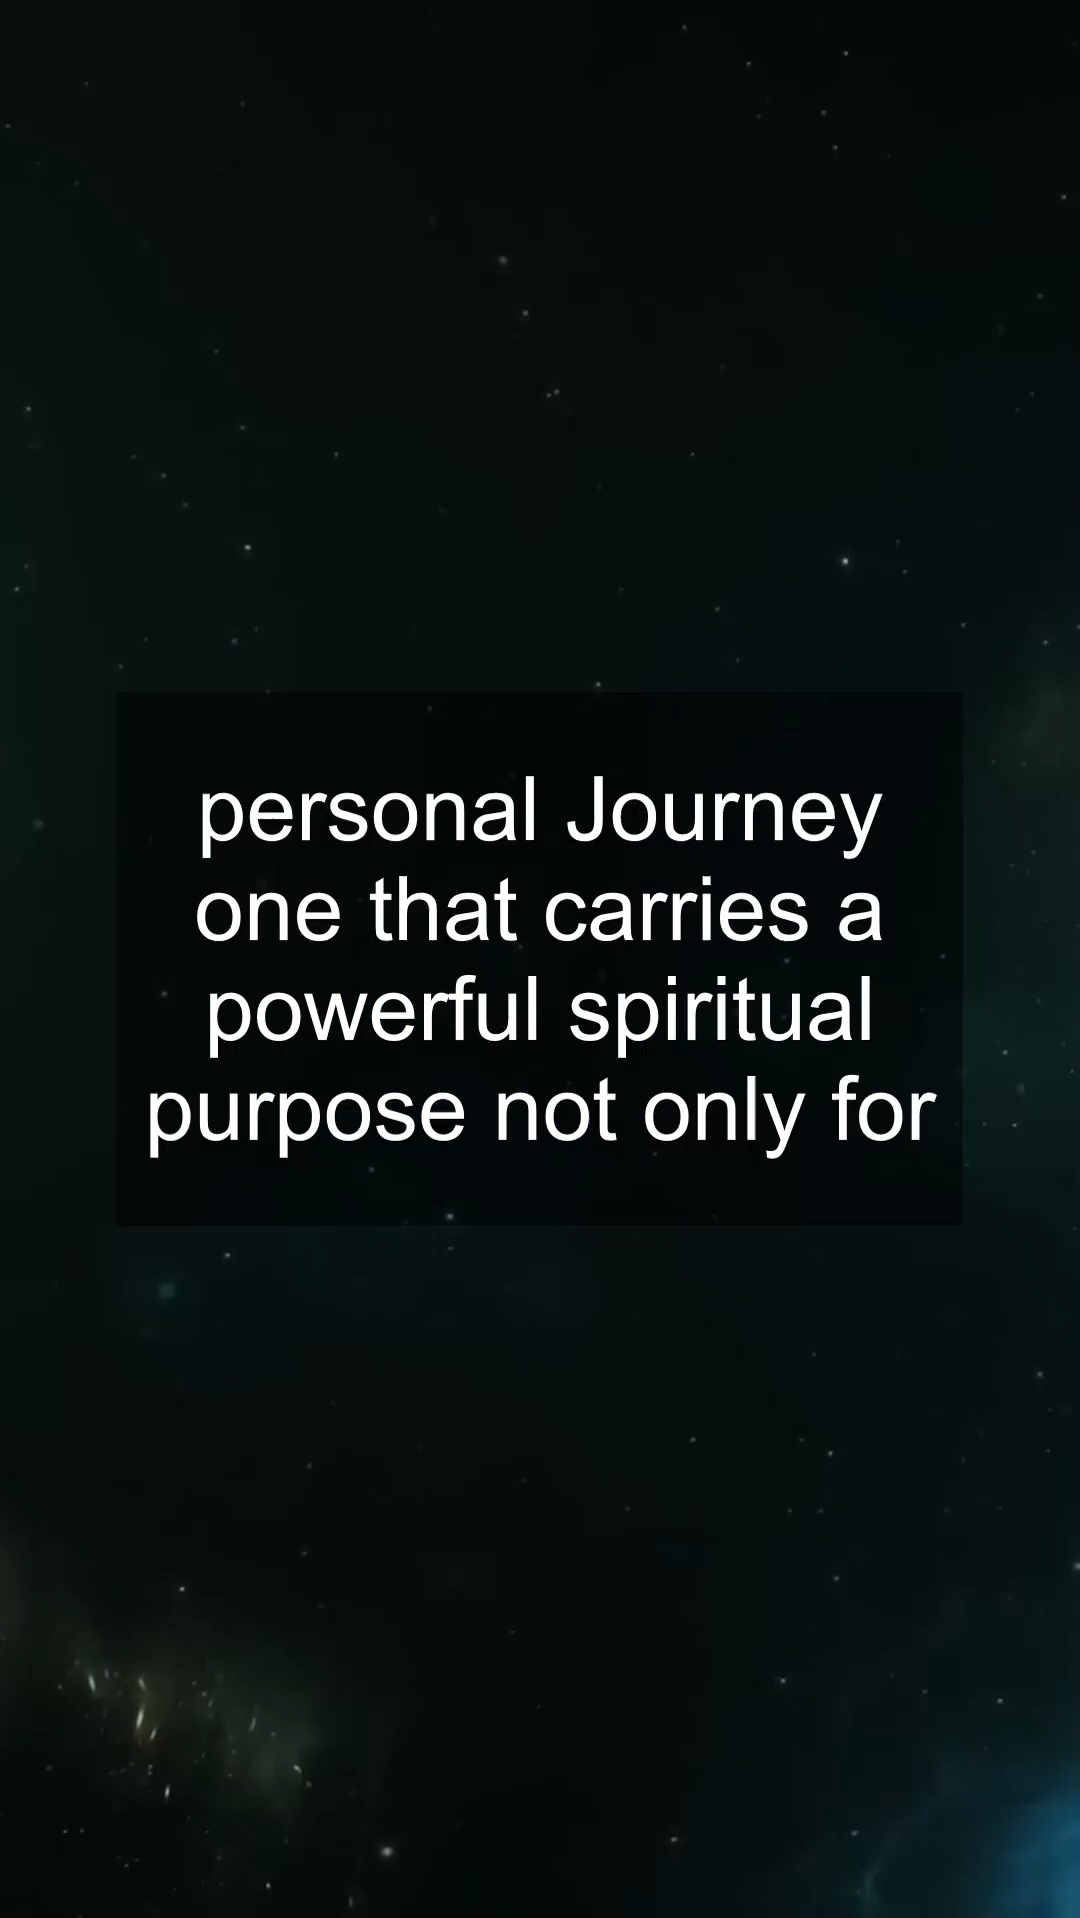 personal Journey
one that carries a
powerful spiritual
purpose not only for